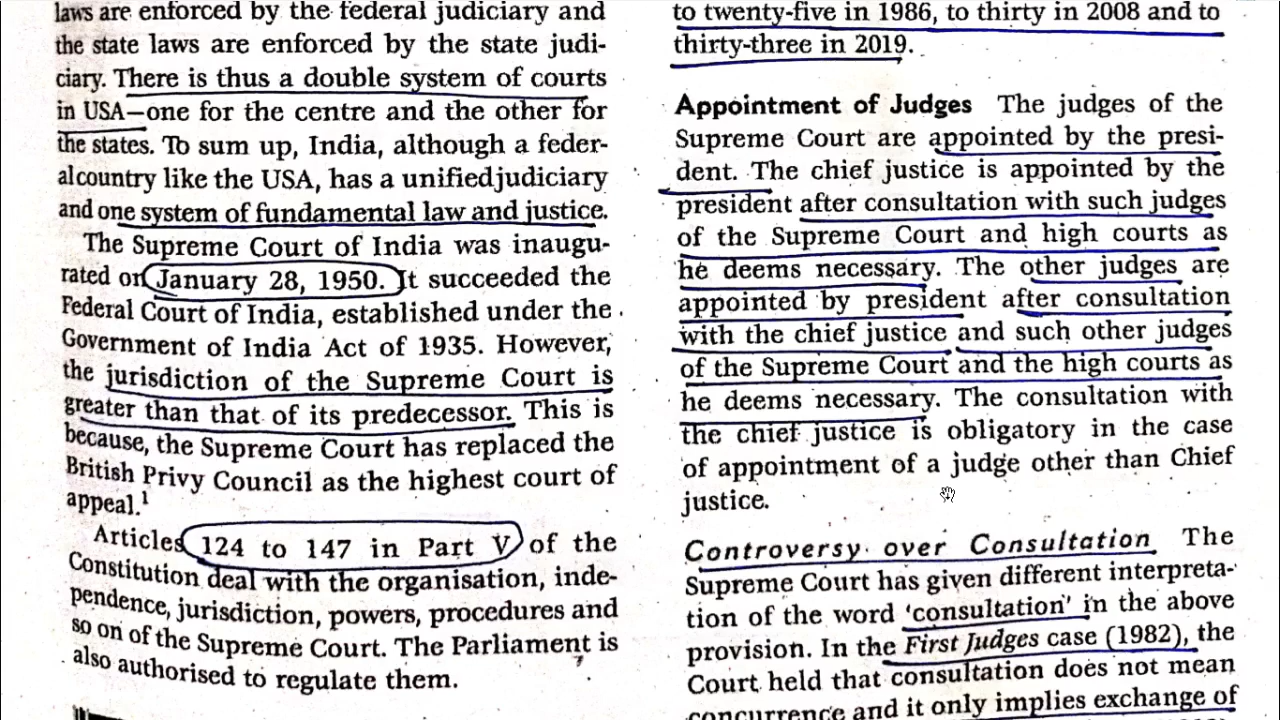 laws are enforced by the federal judiciary and
the state laws are enforced by the state judi-
ciary. There is thus a double system of courts
in USA—one for the centre and the other for
the states. To sum up, India, although a feder-
al country like the USA, has a unified judiciary
and one system of fundamental law and justice.
The Supreme Court of India was inaugu-
rated on January 28, 1950. It succeeded the
Federal Court of India, established under the
Government of India Act of 1935. However,
the jurisdiction of the Supreme Court is
greater than that of its predecessor. This is
because, the Supreme Court has replaced the
British Privy Council as the highest court of
appeal.1
Articles 124 to 147 in Part V of the
Constitution deal with the organisation, inde-
pendence, jurisdiction, powers, procedures and
so on of the Supreme Court. The Parliament is
also authorised to regulate them.
to twenty-five in 1986, to thirty in 2008 and to
thirty-three in 2019.
Appointment of Judges The judges of the
Supreme Court are appointed by the presi-
dent. The chief justice is appointed by the
president after consultation with such judges
of the Supreme Court and high courts as
he deems necessary. The other judges are
appointed by president after consultation
with the chief justice and such other judges
of the Supreme Court and the high courts as
he deems necessary. The consultation with
the chief justice is obligatory in the case
of appointment of a judge other than Chief
justice.
Controversy over Consultation The
Supreme Court has given different interpreta-
tion of the word 'consultation' in the above
provision. In the First Judges case (1982), the
Court held that consultation does not mean
concurrence and it only implies exchange of